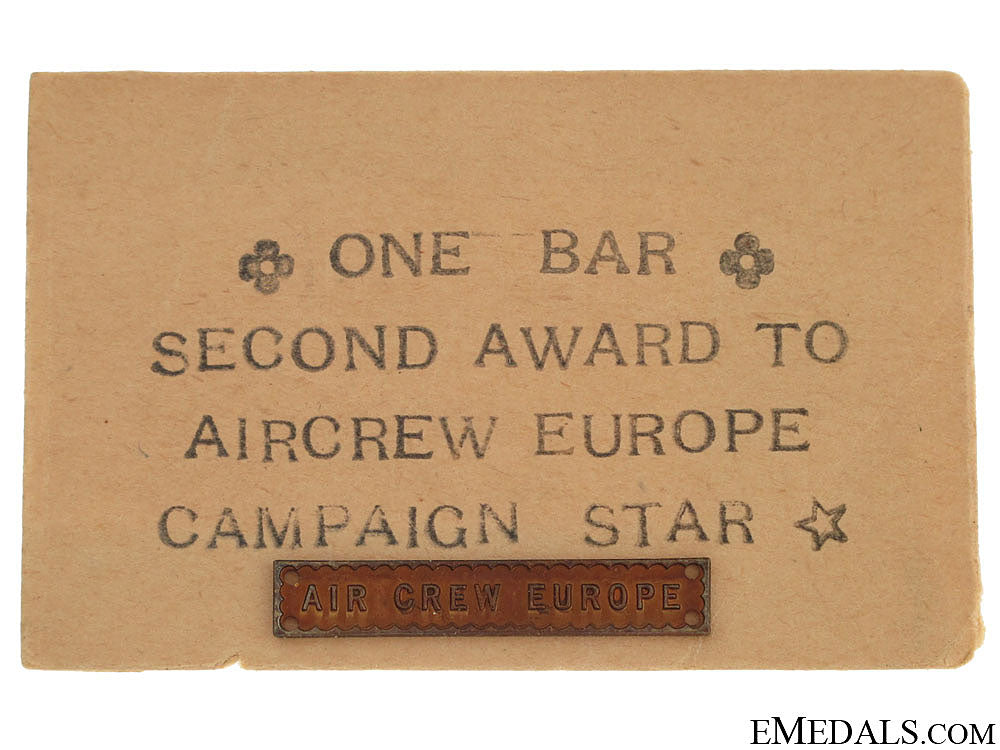 ONE BAR
SECOND AWARD TO
AIRCREW EUROPE
CAMPAIGN STAR
AIR CREW EUROPE
EMEDALS.COM